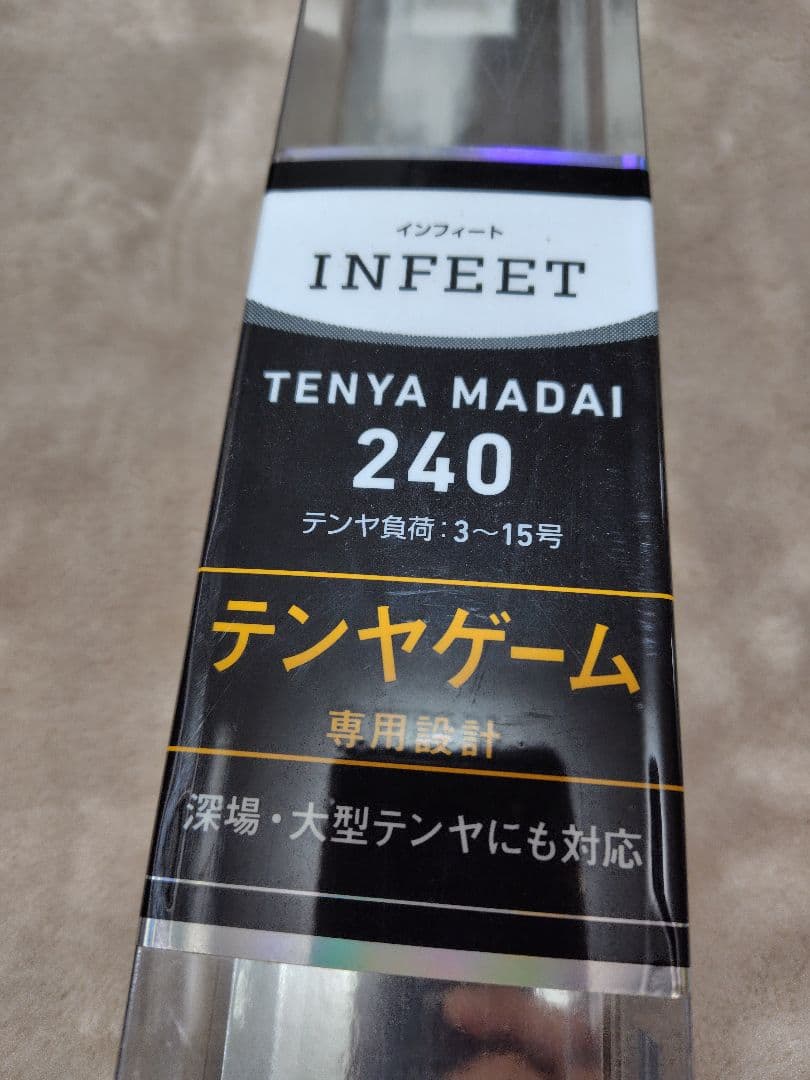 インフィート
INFEET
TENYA MADAI
240
テンヤ負荷:3〜15号
テンヤゲーム
専用設計
深場・大型テンヤにも対応